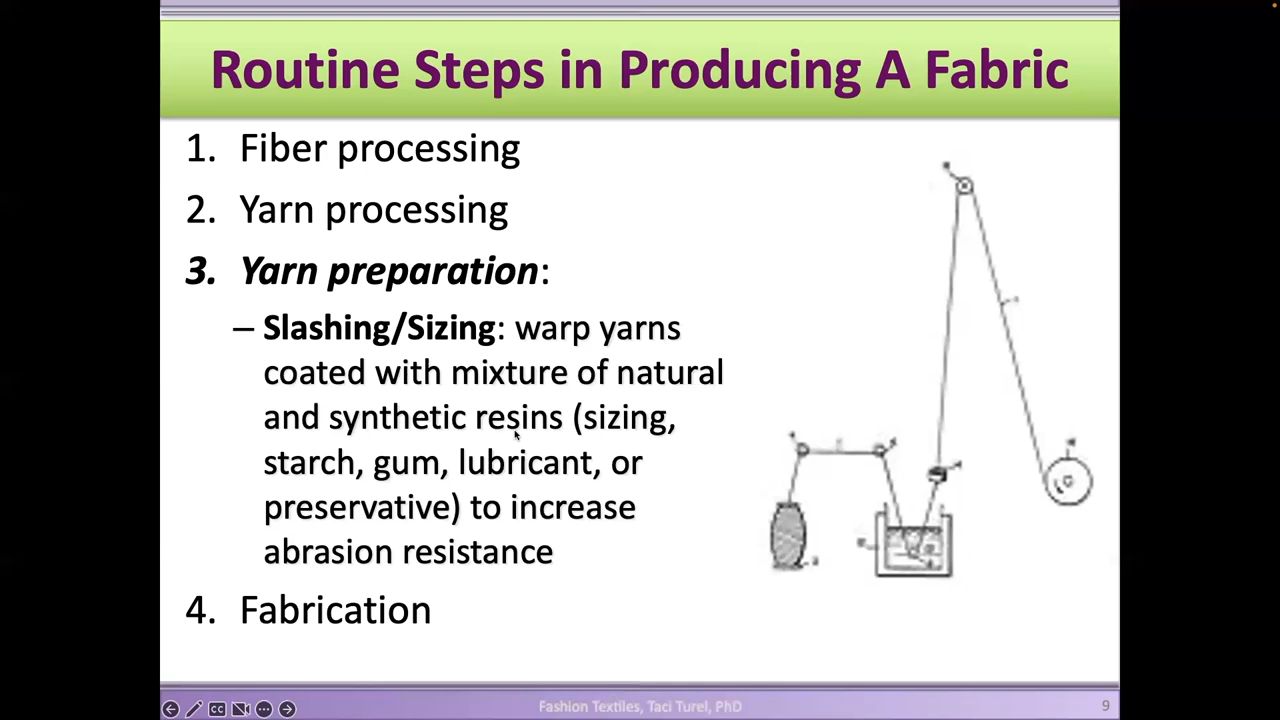 Routine Steps in Producing A Fabric
1. Fiber processing
2. Yarn processing
3. Yarn preparation:
– Slashing/Sizing: warp yarns
coated with mixture of natural
and synthetic resins (sizing,
starch, gum, lubricant, or
preservative) to increase
abrasion resistance
4. Fabrication
CC
Fashion Textiles, Taci Turel, PhD
9